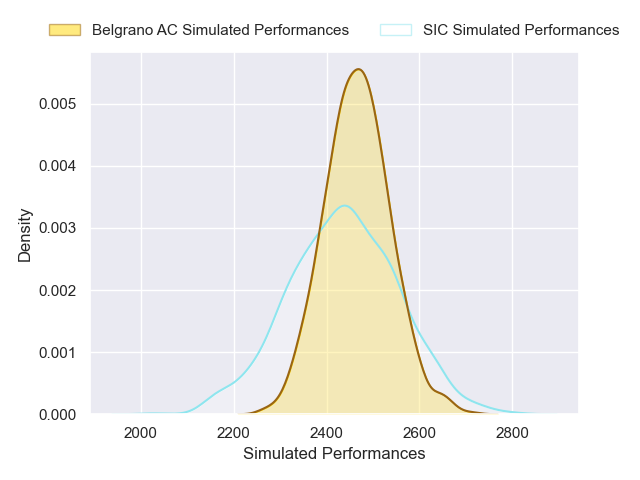 Belgrano AC Simulated Performances SIC Simulated Performances
0.005
0.004
0.003
0.002
0.001
0.000
Density
2000 2200 2400 2600 2800
Simulated Performances